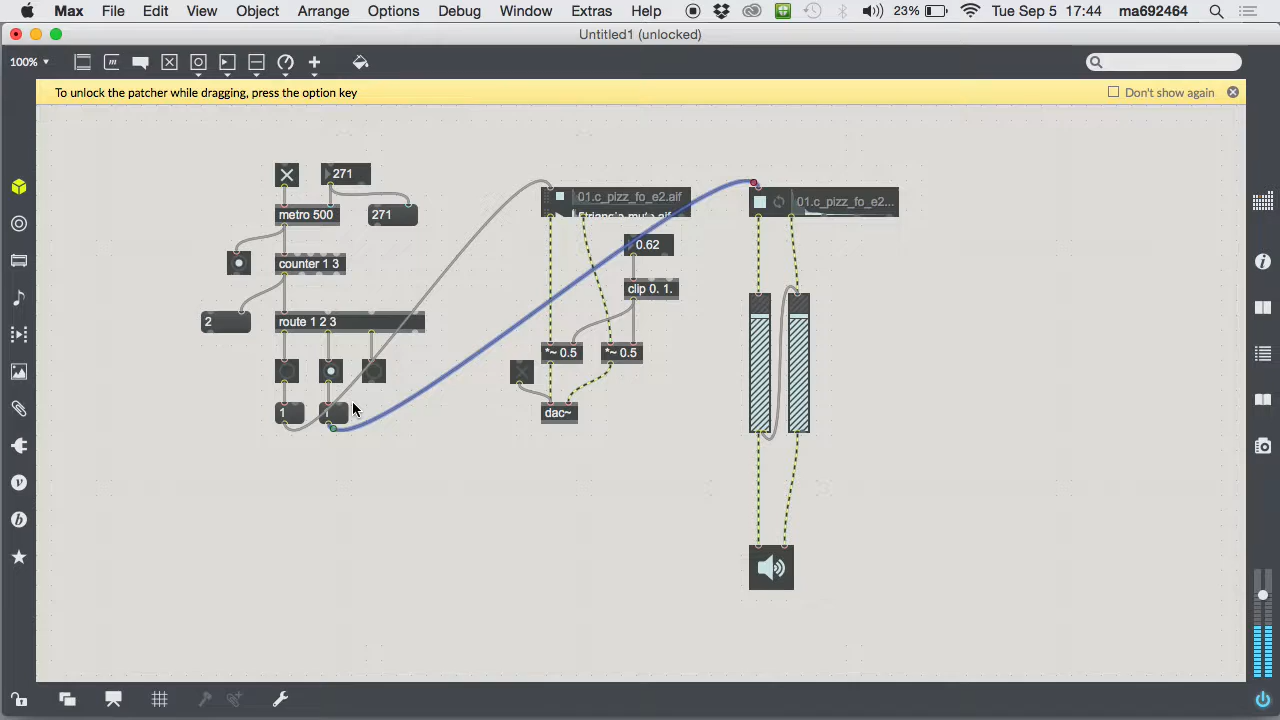 Max File Edit View Object Arrange Options Debug Window Extras Help 23% Tue Sep 5 17:44 ma692464
Untitled1 (unlocked)
100%
To unlock the patcher while dragging, press the option key Don't show again
271
metro 500 271
counter 1 3
2 route 1 2 3
1 1
01.c_pizz_fo_e2.aif
0.62
clip 0. 1.
*~ 0.5 *~ 0.5
dac~
01.c_pizz_fo_e2...